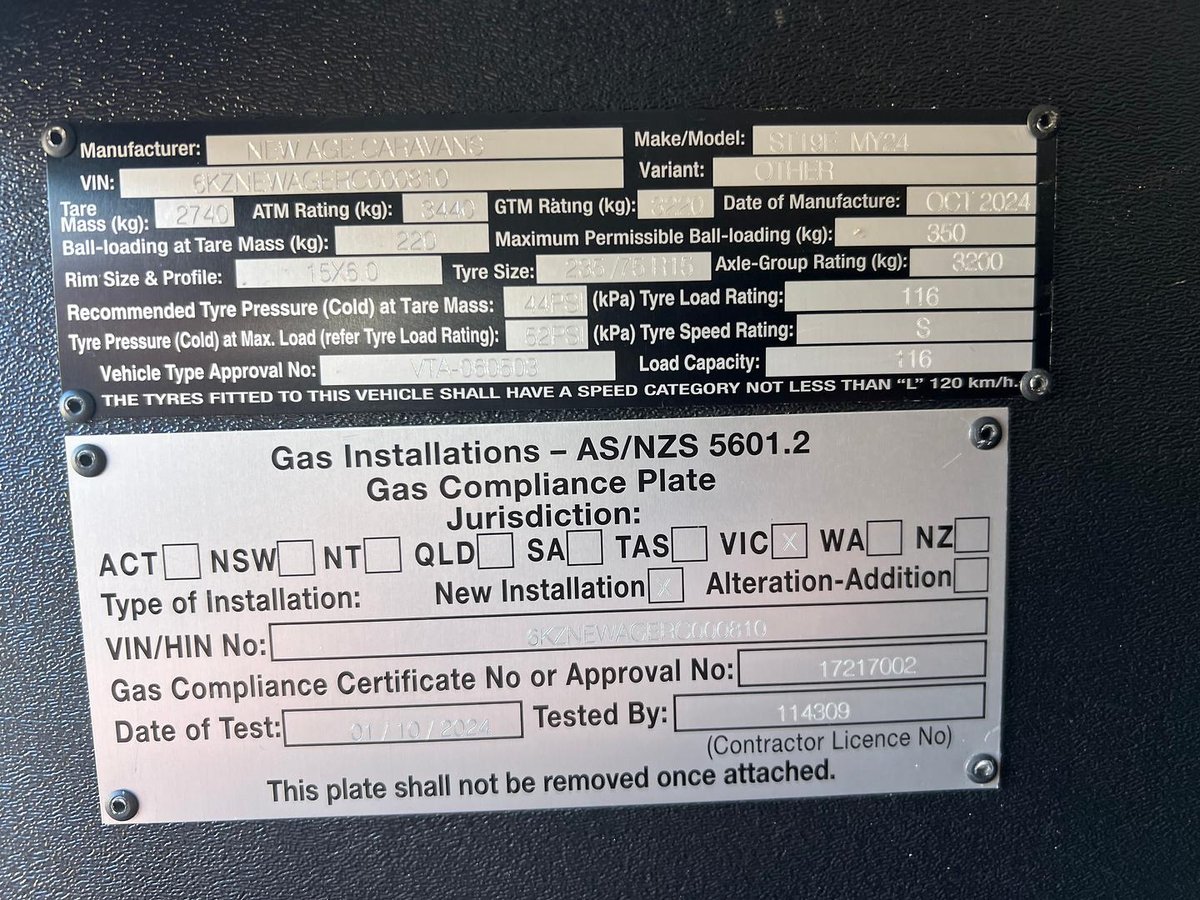 Manufacturer: NEW AGE CARAVANS Make/Model: ST19E MY24
VIN: 6KZNEWAGERC000810 Variant: OTHER
Tare Mass (kg): 2740 ATM Rating (kg): 3440 GTM Rating (kg): 3220 Date of Manufacture: OCT 2024
Ball-loading at Tare Mass (kg): 220 Maximum Permissible Ball-loading (kg): 350
Rim Size & Profile: 15X6.0 Tyre Size: 235/75 R15 Axle-Group Rating (kg): 3200
Recommended Tyre Pressure (Cold) at Tare Mass: 44PSI (kPa) Tyre Load Rating: 116
Tyre Pressure (Cold) at Max. Load (refer Tyre Load Rating): 52PSI (kPa) Tyre Speed Rating: S
Vehicle Type Approval No: Load Capacity: 116
THE TYRES FITTED TO THIS VEHICLE SHALL HAVE A SPEED CATEGORY NOT LESS THAN “L” 120 km/h.
Gas Installations – AS/NZS 5601.2
Gas Compliance Plate
Jurisdiction:
ACT NSW NT QLD SA TAS VIC X WA NZ
Type of Installation: New Installation X Alteration-Addition
VIN/HIN No: 6KZNEWAGERC000810
Gas Compliance Certificate No or Approval No: 17217002
Date of Test: 01/10/2024 Tested By: 114309
(Contractor Licence No)
This plate shall not be removed once attached.